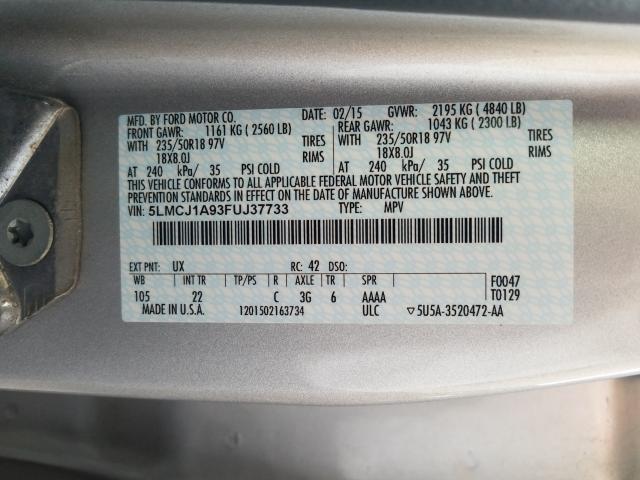 MFD. BY FORD MOTOR CO.
DATE: 02/15 GVWR: 2195 KG ( 4840 LB)
FRONT GAWR: 1161 KG ( 2560 LB) REAR GAWR: 1043 KG ( 2300 LB)
WITH 235/50R18 97V TIRES WITH 235/50R18 97V TIRES
18X8.0J RIMS 18X8.0J RIMS
AT 240 kPa/ 35 PSI COLD AT 240 kPa/ 35 PSI COLD
THIS VEHICLE CONFORMS TO ALL APPLICABLE FEDERAL MOTOR VEHICLE SAFETY AND THEFT
PREVENTION STANDARDS IN EFFECT ON THE DATE OF MANUFACTURE SHOWN ABOVE.
VIN: 5LMCJ1A93FUJ37733 TYPE: MPV
EXT PNT: UX RC: 42 DSO:
WB INT TR TP/PS R AXLE TR SPR F0047
105 22 C 3G 6 AAAA T0129
MADE IN U.S.A. 1201502163734 ULC ▽5U5A-3520472-AA